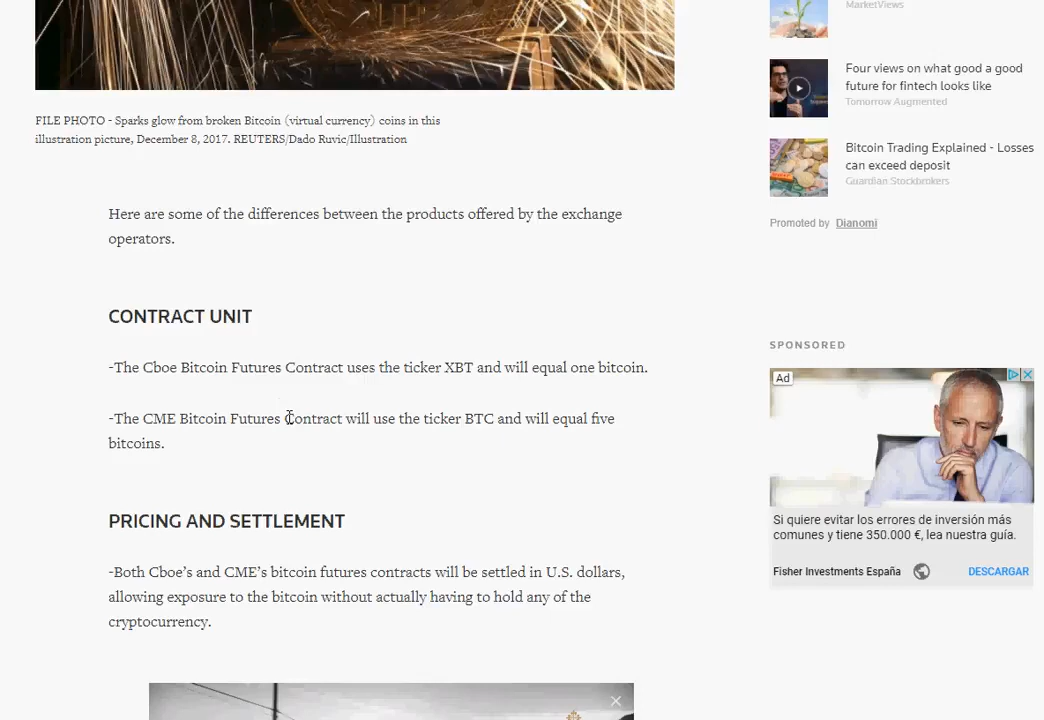 MarketViews
Four views on what good a good
future for fintech looks like
Tomorrow Augmented
Bitcoin Trading Explained - Losses
can exceed deposit
Guardian Stockbrokers
Promoted by Dianomi
FILE PHOTO - Sparks glow from broken Bitcoin (virtual currency) coins in this
illustration picture, December 8, 2017. REUTERS/Dado Ruvic/Illustration
Here are some of the differences between the products offered by the exchange
operators.
CONTRACT UNIT
-The Cboe Bitcoin Futures Contract uses the ticker XBT and will equal one bitcoin.
-The CME Bitcoin Futures Contract will use the ticker BTC and will equal five
bitcoins.
PRICING AND SETTLEMENT
-Both Cboe’s and CME’s bitcoin futures contracts will be settled in U.S. dollars,
allowing exposure to the bitcoin without actually having to hold any of the
cryptocurrency.
SPONSORED
Ad
Si quiere evitar los errores de inversión más
comunes y tiene 350.000 €, lea nuestra guía.
Fisher Investments España
DESCARGAR